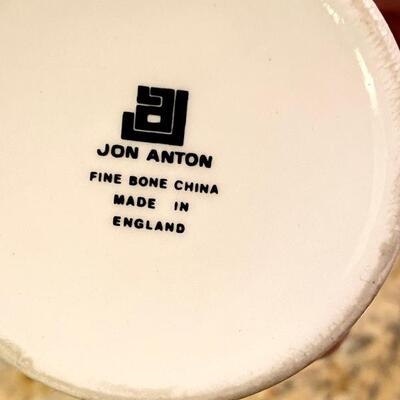 JON ANTON
FINE BONE CHINA
MADE IN
ENGLAND